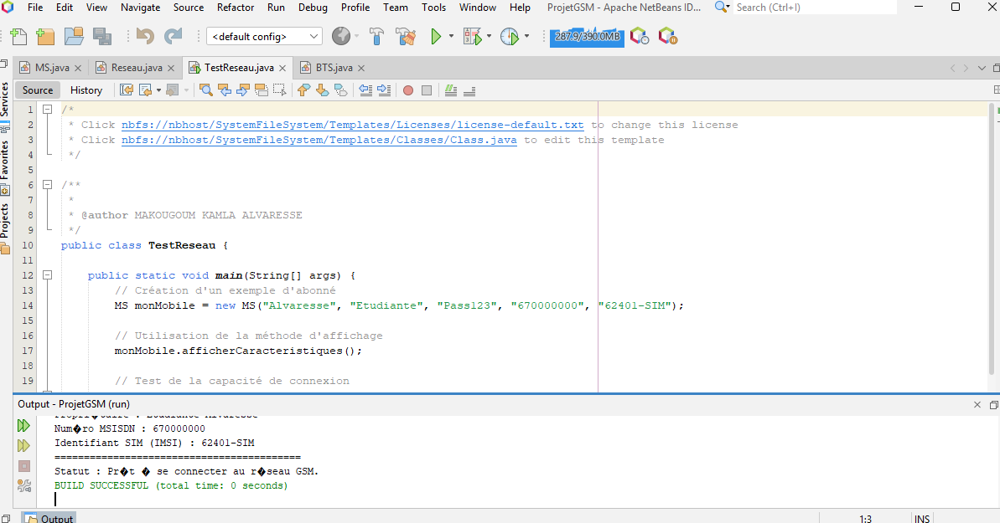 File Edit View Navigate Source Refactor Run Debug Profile Team Tools Window Help ProjetGSM - Apache NetBeans ID... Search (Ctrl+I)
<default config> 287.9/390.0MB
MS.java Reseau.java TestReseau.java BTS.java
Source History
Services
Favorites
Projects
1 /*
2 * Click nbfs://nbhost/SystemFileSystem/Templates/Licenses/license-default.txt to change this license
3 * Click nbfs://nbhost/SystemFileSystem/Templates/Classes/Class.java to edit this template
4 */
5
6 /**
7 *
8 * @author MAKOUGOUM KAMLA ALVARESSE
9 */
10 public class TestReseau {
11
12 public static void main(String[] args) {
13 // Création d'un exemple d'abonné
14 MS monMobile = new MS("Alvaresse", "Etudiante", "Pass123", "670000000", "62401-SIM");
15
16 // Utilisation de la méthode d'affichage
17 monMobile.afficherCaracteristiques();
18
19 // Test de la capacité de connexion
Output - ProjetGSM (run)
Propri�taire : Etudiante Alvaresse
Num�ro MSISDN : 670000000
Identifiant SIM (IMSI) : 62401-SIM
==========================================
Statut : Pr�t � se connecter au r�seau GSM.
BUILD SUCCESSFUL (total time: 0 seconds)
Output 1:3 INS